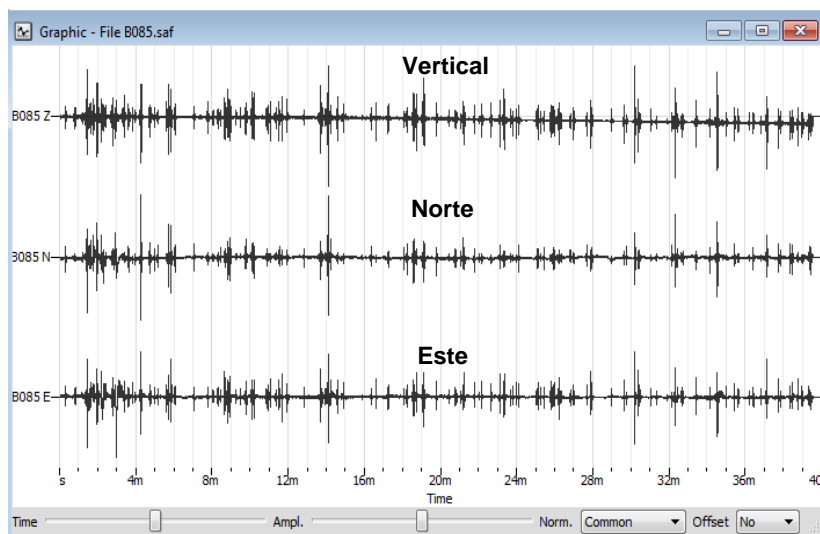 Graphic - File B085.saf
Vertical
B085 Z
Norte
B085 N
Este
B085 E
s 4m 8m 12m 16m 20m 24m 28m 32m 36m 40
Time
Time Ampl. Norm. Common Offset No